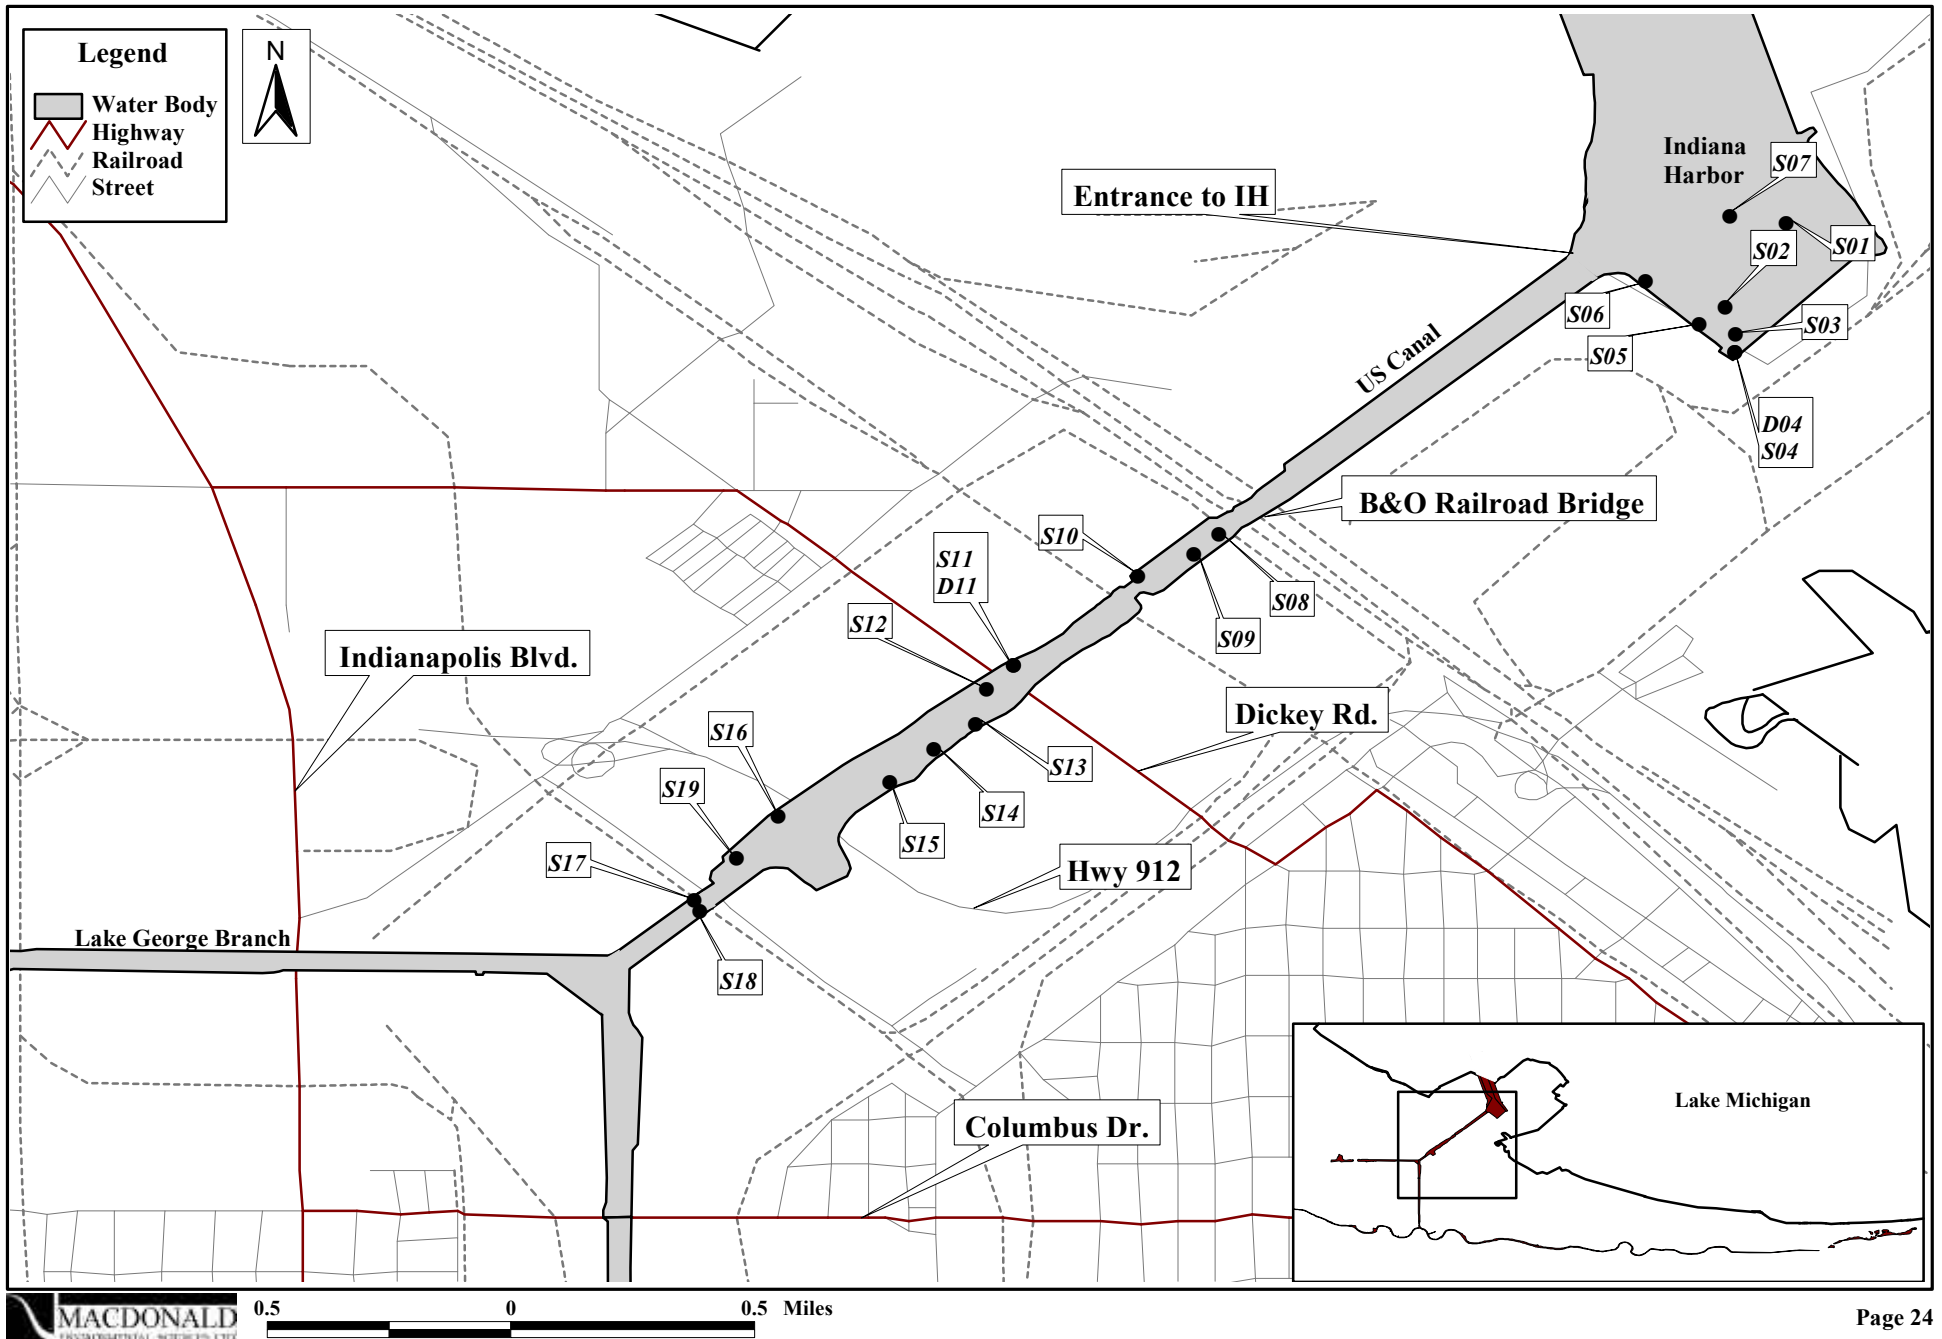 Legend
Water Body
Highway
Railroad
Street
N
Indiana
Harbor
S07
Entrance to IH
S02
S01
S06
S03
S05
US Canal
D04
S04
B&O Railroad Bridge
S10
S11
D11
S08
S12
S09
Indianapolis Blvd.
Dickey Rd.
S16
S13
S19
S14
S15
S17
Hwy 912
Lake George Branch
S18
Columbus Dr.
Lake Michigan
MACDONALD
ENVIRONMENTAL SCIENCES LTD
0.5 0 0.5 Miles
Page 24